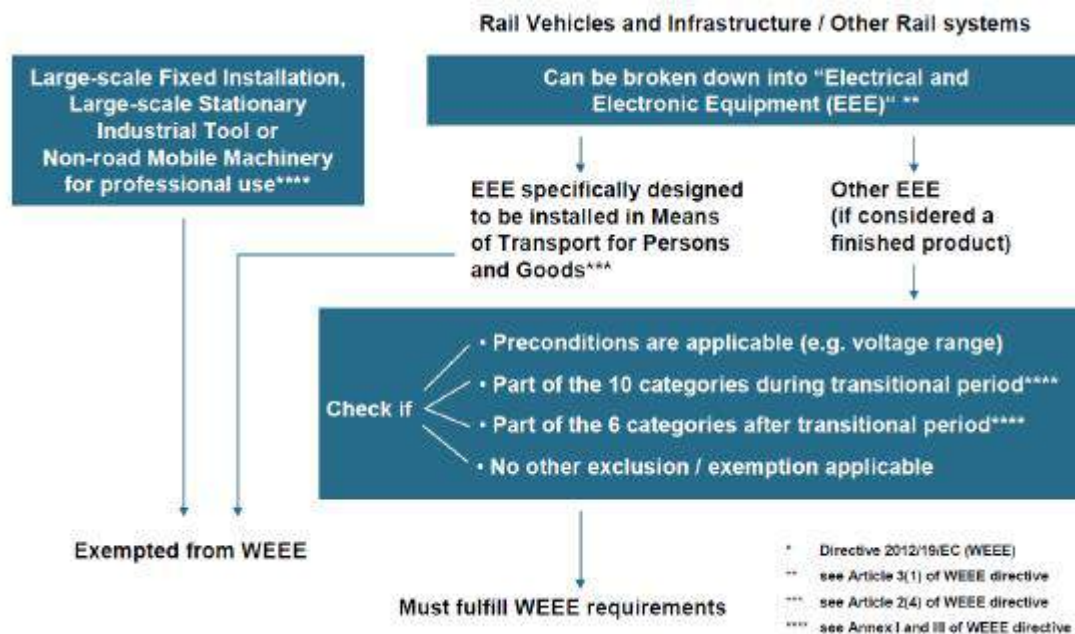 Rail Vehicles and Infrastructure / Other Rail systems
Large-scale Fixed Installation,
Large-scale Stationary
Industrial Tool or
Non-road Mobile Machinery
for professional use****
Can be broken down into “Electrical and
Electronic Equipment (EEE)“ **
EEE specifically designed
to be installed in Means
of Transport for Persons
and Goods***
Other EEE
(if considered a
finished product)
Check if
• Preconditions are applicable (e.g. voltage range)
• Part of the 10 categories during transitional period****
• Part of the 6 categories after transitional period****
• No other exclusion / exemption applicable
Exempted from WEEE
Must fulfill WEEE requirements
* Directive 2012/19/EC (WEEE)
** see Article 3(1) of WEEE directive
*** see Article 2(4) of WEEE directive
**** see Annex I and III of WEEE directive